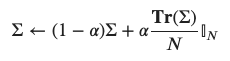 Σ ← (1 − α)Σ + α Tr(Σ)/N 𝕀_N